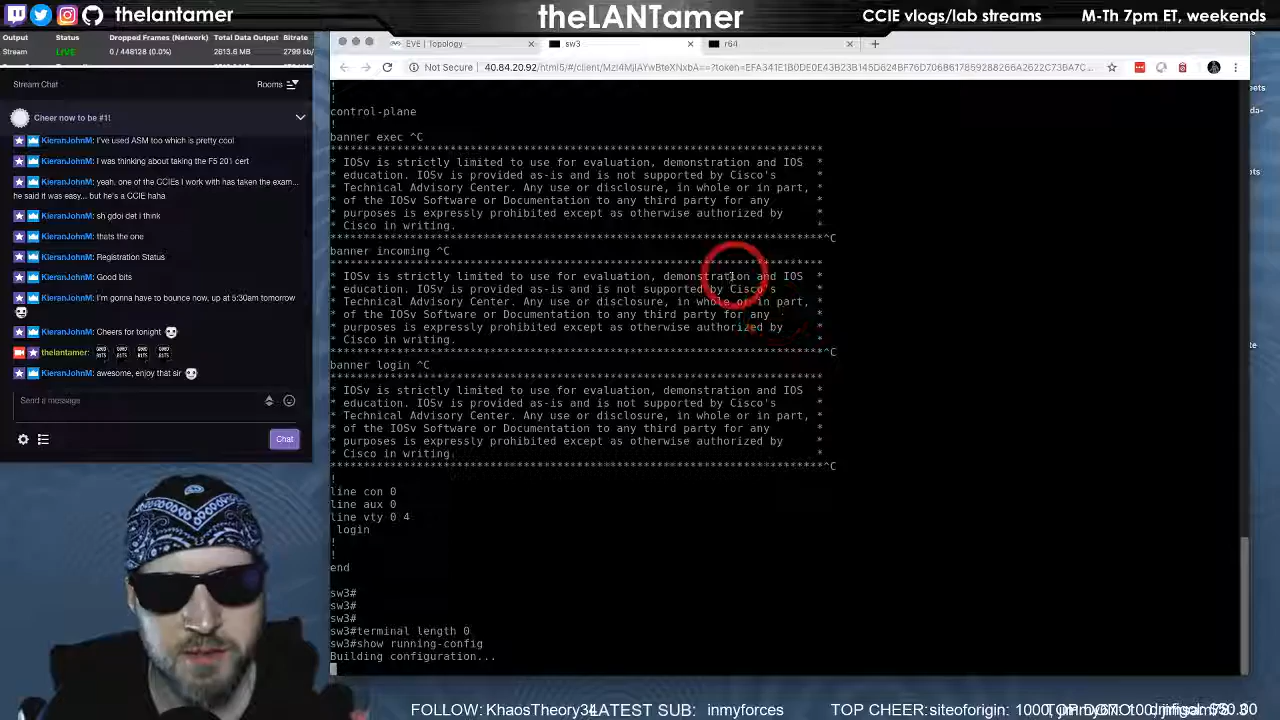 thelantamer
theLANTamer
CCIE vlogs/lab streams
M-Th 7pm ET, weekends
Output
Dropped Frames (Network)
Total Data Output
Bitrate
Stream
LIVE
0 / 448128 (0.0%)
2613.6 MB
2799 kb/s
Stream Chat
Rooms
Cheer now to be #1!
KieranJohnM: I've used ASM too which is pretty cool
KieranJohnM: I was thinking about taking the F5 201 cert
KieranJohnM: yeah, one of the CCIEs I work with has taken the exam...
he said it was easy... but he's a CCIE haha
KieranJohnM: sh gdoi det i think
KieranJohnM: thats the one
KieranJohnM: Registration Status
KieranJohnM: Good bits
KieranJohnM: I'm gonna have to bounce now, up at 5:30am tomorrow
KieranJohnM: Cheers for tonight
thelantamer:
KieranJohnM: awesome, enjoy that sir
Send a message
Chat
EVE | Topology
sw3
r64
Not Secure
control-plane
!
banner exec ^C
**************************************************************************
* IOSv is strictly limited to use for evaluation, demonstration and IOS *
* education. IOSv is provided as-is and is not supported by Cisco's *
* Technical Advisory Center. Any use or disclosure, in whole or in part, *
* of the IOSv Software or Documentation to any third party for any *
* purposes is expressly prohibited except as otherwise authorized by *
* Cisco in writing. *
**************************************************************************^C
banner incoming ^C
**************************************************************************
* IOSv is strictly limited to use for evaluation, demonstration and IOS *
* education. IOSv is provided as-is and is not supported by Cisco's *
* Technical Advisory Center. Any use or disclosure, in whole or in part, *
* of the IOSv Software or Documentation to any third party for any *
* purposes is expressly prohibited except as otherwise authorized by *
* Cisco in writing. *
**************************************************************************^C
banner login ^C
**************************************************************************
* IOSv is strictly limited to use for evaluation, demonstration and IOS *
* education. IOSv is provided as-is and is not supported by Cisco's *
* Technical Advisory Center. Any use or disclosure, in whole or in part, *
* of the IOSv Software or Documentation to any third party for any *
* purposes is expressly prohibited except as otherwise authorized by *
* Cisco in writing. *
**************************************************************************^C
!
line con 0
line aux 0
line vty 0 4
login
!
!
end
sw3#
sw3#
sw3#
sw3#terminal length 0
sw3#show running-config
Building configuration...
FOLLOW: KhaosTheory34
LATEST SUB: inmyforces
TOP CHEER: siteoforigin: 1000